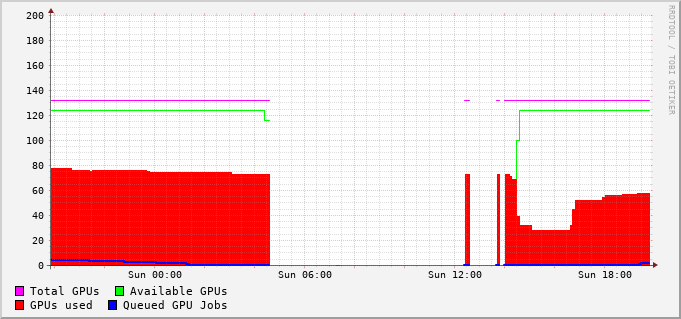 200
180
160
140
120
100
80
60
40
20
0
Sun 00:00 Sun 06:00 Sun 12:00 Sun 18:00
Total GPUs Available GPUs
GPUs used Queued GPU Jobs
RRDTOOL / TOBI OETIKER